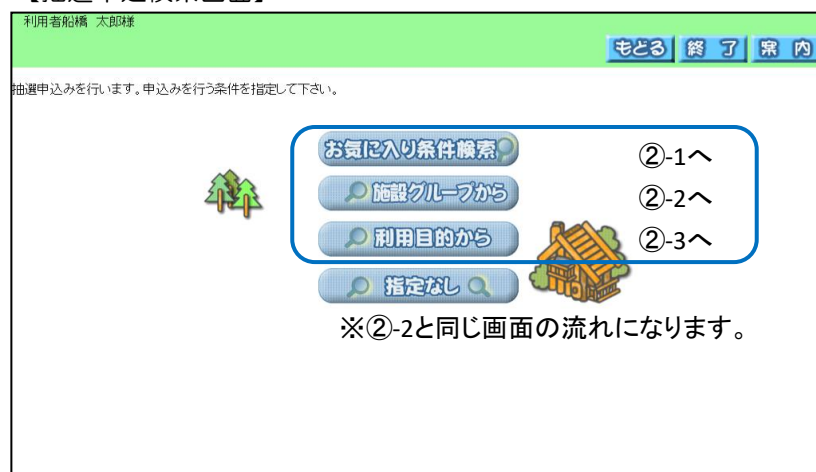 利用者船橋 太郎様
もどる 終了 案内
抽選申込みを行います。申込みを行う条件を指定して下さい。
お気に入り条件検索 ②-1へ
施設グループから ②-2へ
利用目的から ②-3へ
指定なし
※②-2と同じ画面の流れになります。